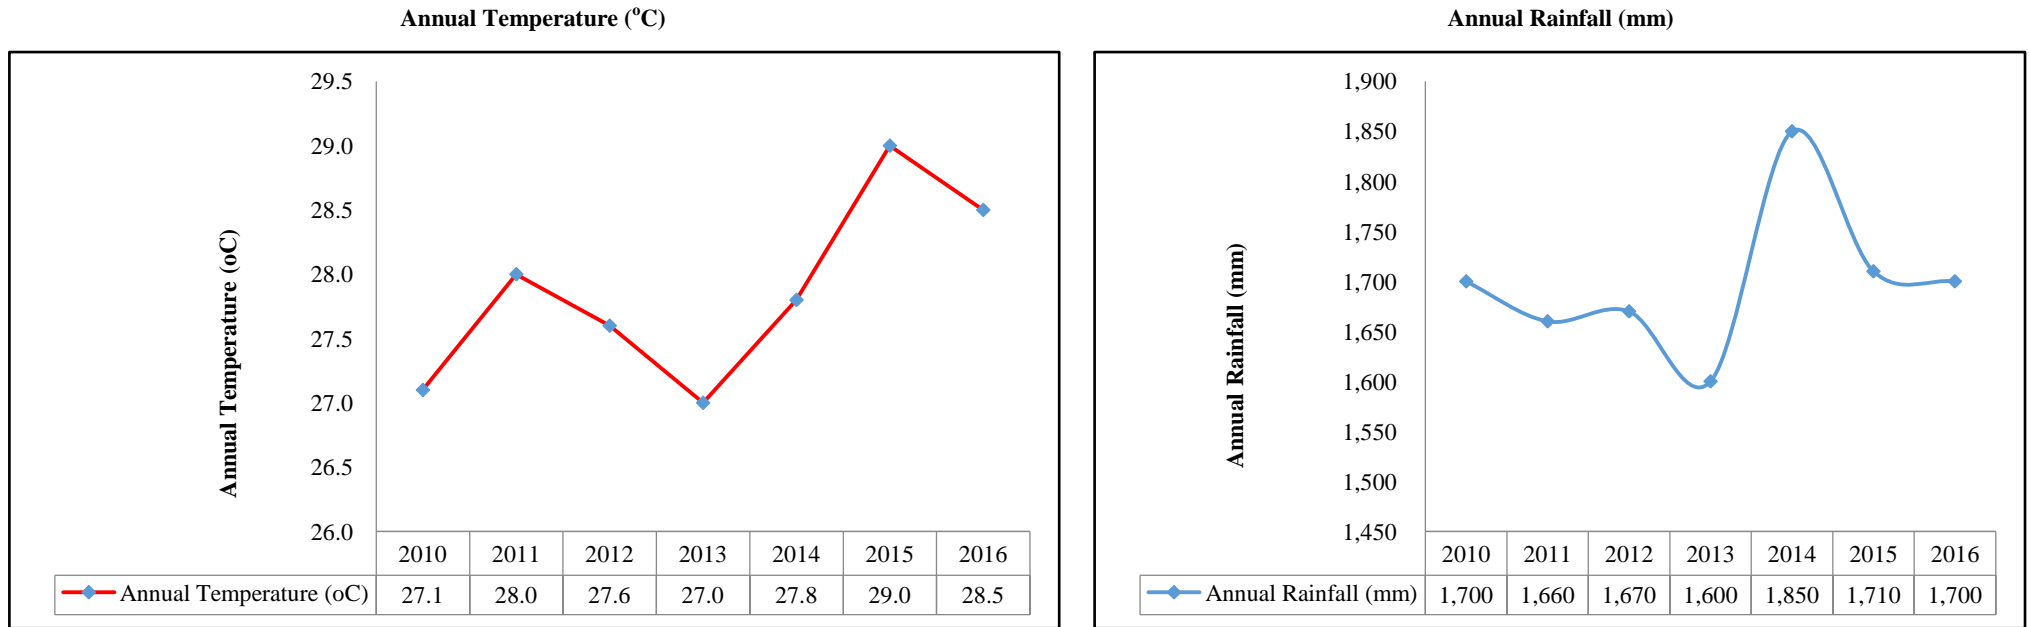 Annual Temperature (°C)
29.5
29.0
28.5
28.0
27.5
27.0
26.5
26.0
Annual Temperature (oC)
2010 2011 2012 2013 2014 2015 2016
Annual Temperature (oC) 27.1 28.0 27.6 27.0 27.8 29.0 28.5
Annual Rainfall (mm)
1,900
1,850
1,800
1,750
1,700
1,650
1,600
1,550
1,500
1,450
Annual Rainfall (mm)
2010 2011 2012 2013 2014 2015 2016
Annual Rainfall (mm) 1,700 1,660 1,670 1,600 1,850 1,710 1,700